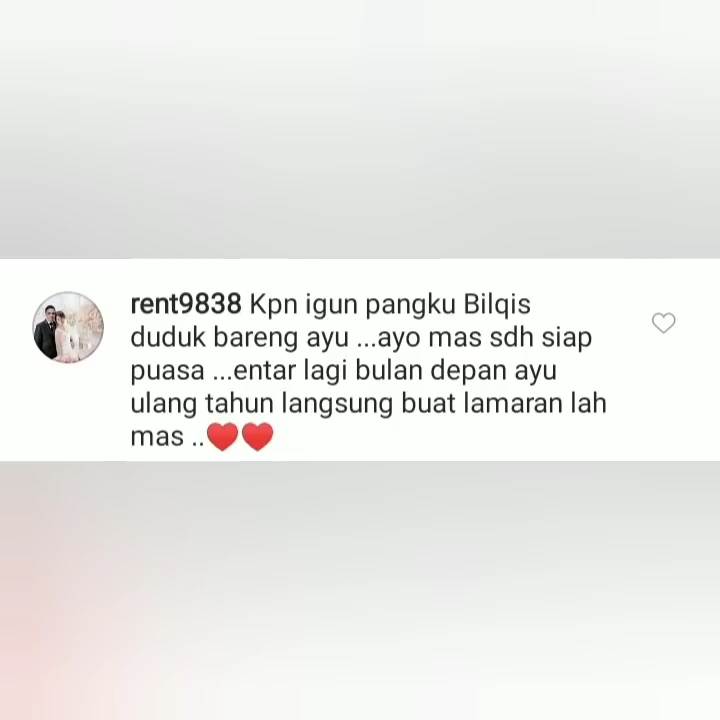 rent9838 Kpn igun pangku Bilqis
duduk bareng ayu ...ayo mas sdh siap
puasa ...entar lagi bulan depan ayu
ulang tahun langsung buat lamaran lah
mas ..♥️♥️